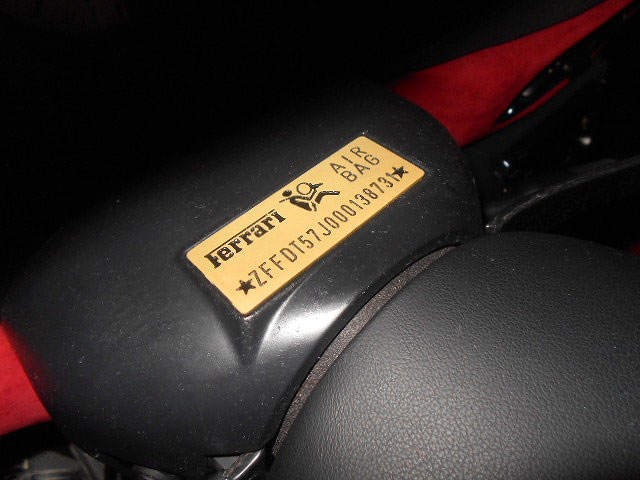 Ferrari
AIR
BAG
★ZFFDT57J000138731★